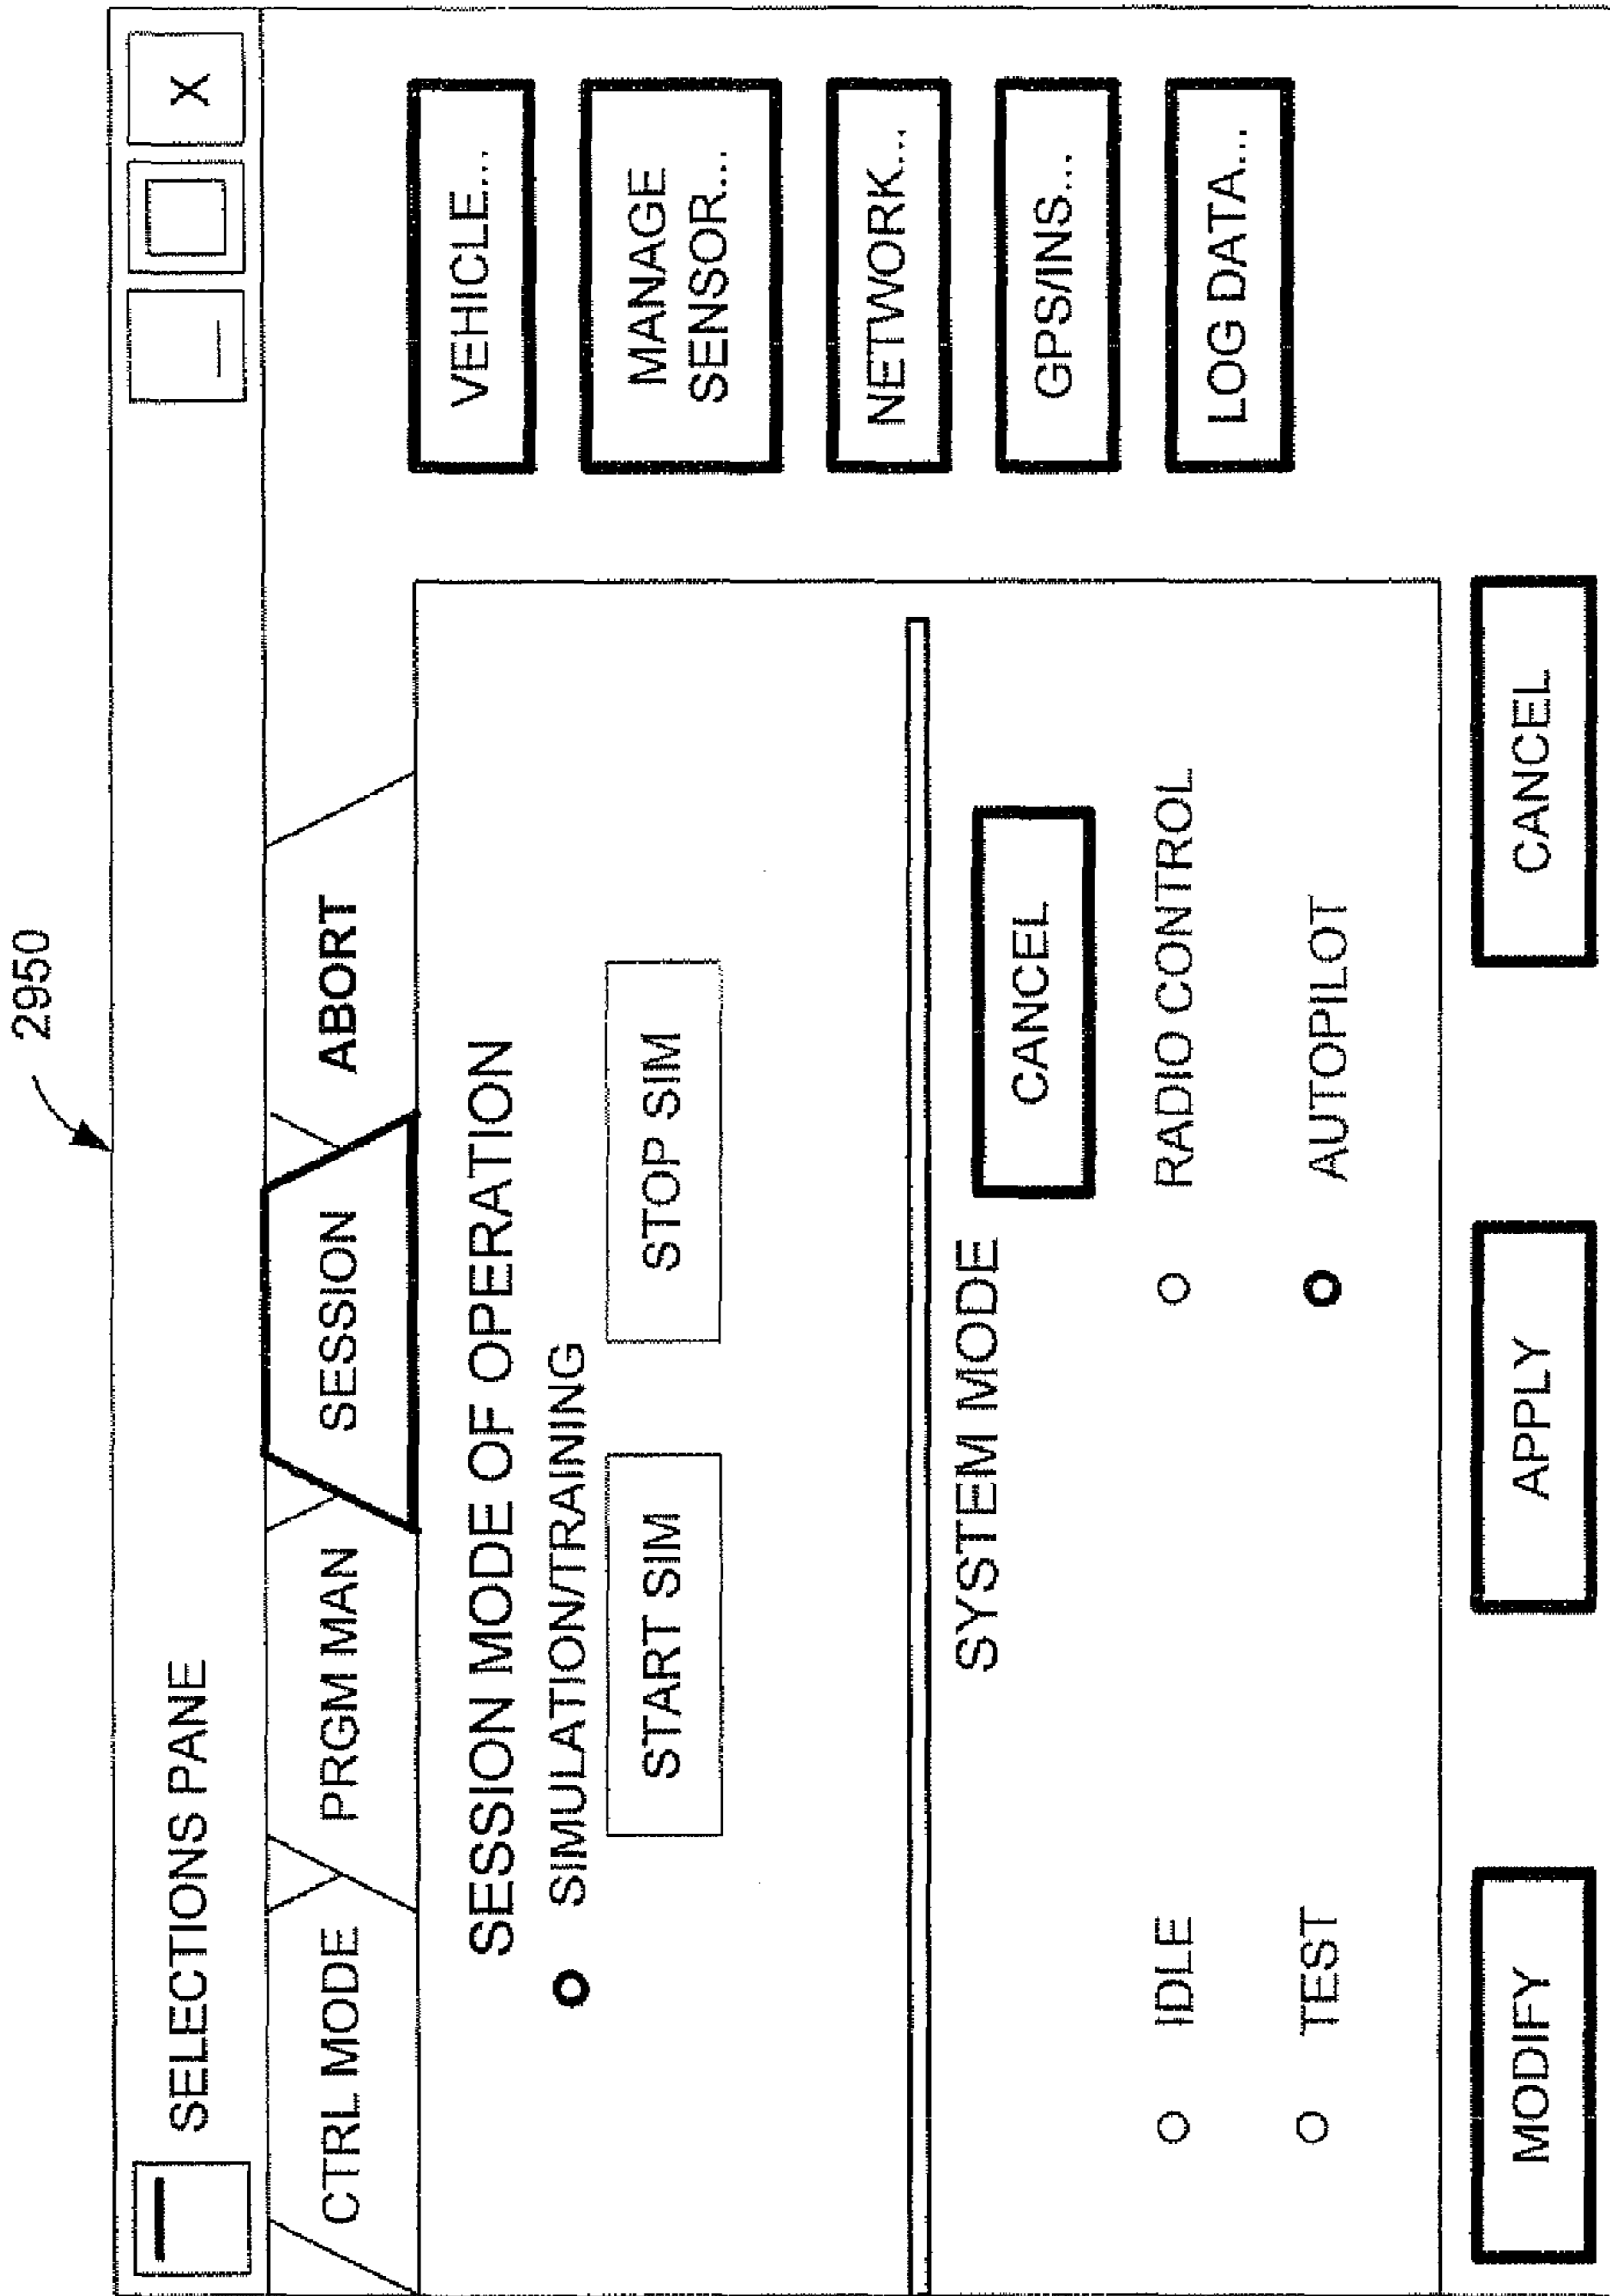 2950
SELECTIONS PANE
X
CTRL MODE
PRGM MAN
SESSION
ABORT
SESSION MODE OF OPERATION
SIMULATION/TRAINING
START SIM
STOP SIM
SYSTEM MODE
CANCEL
IDLE
RADIO CONTROL
TEST
AUTOPILOT
VEHICLE...
MANAGE
SENSOR...
NETWORK...
GPS/INS...
LOG DATA...
MODIFY
APPLY
CANCEL